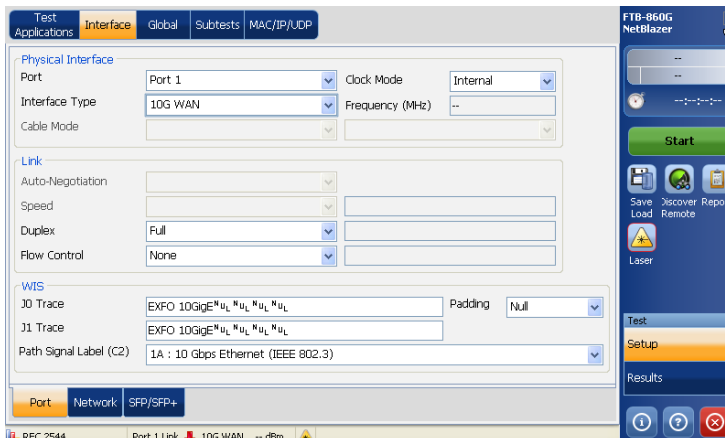 Test Applications
Interface
Global
Subtests
MAC/IP/UDP
FTB-860G
NetBlazer
Physical Interface
Port
Port 1
Clock Mode
Internal
Interface Type
10G WAN
Frequency (MHz)
--
Cable Mode
--
--
--:--:--:--
Start
Link
Auto-Negotiation
Speed
Duplex
Full
Flow Control
None
Save
Load
Discover
Remote
Repo
Laser
WIS
J0 Trace
EXFO 10GigE␀␀␀␀
Padding
Null
J1 Trace
EXFO 10GigE␀␀␀␀
Path Signal Label (C2)
1A : 10 Gbps Ethernet (IEEE 802.3)
Test
Setup
Results
Port
Network
SFP/SFP+
RFC 2544
Port 1 Link
10G WAN
-- dBm